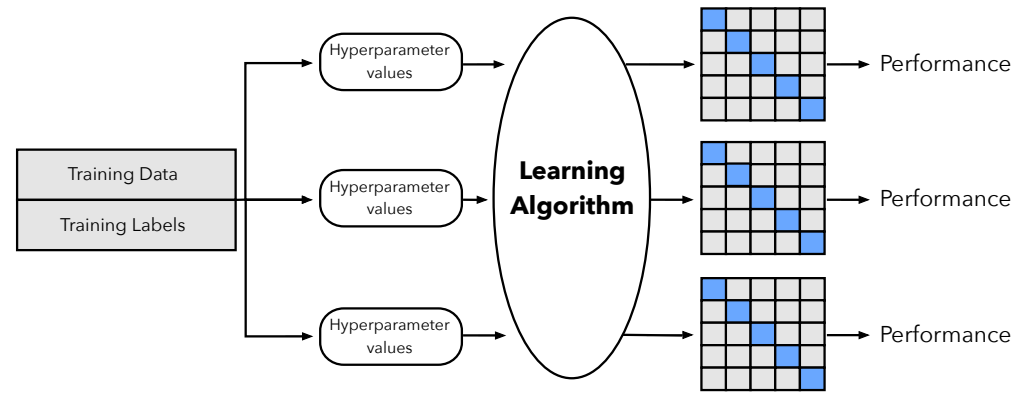 Training Data
Training Labels
Hyperparameter
values
Hyperparameter
values
Hyperparameter
values
Learning
Algorithm
Performance
Performance
Performance